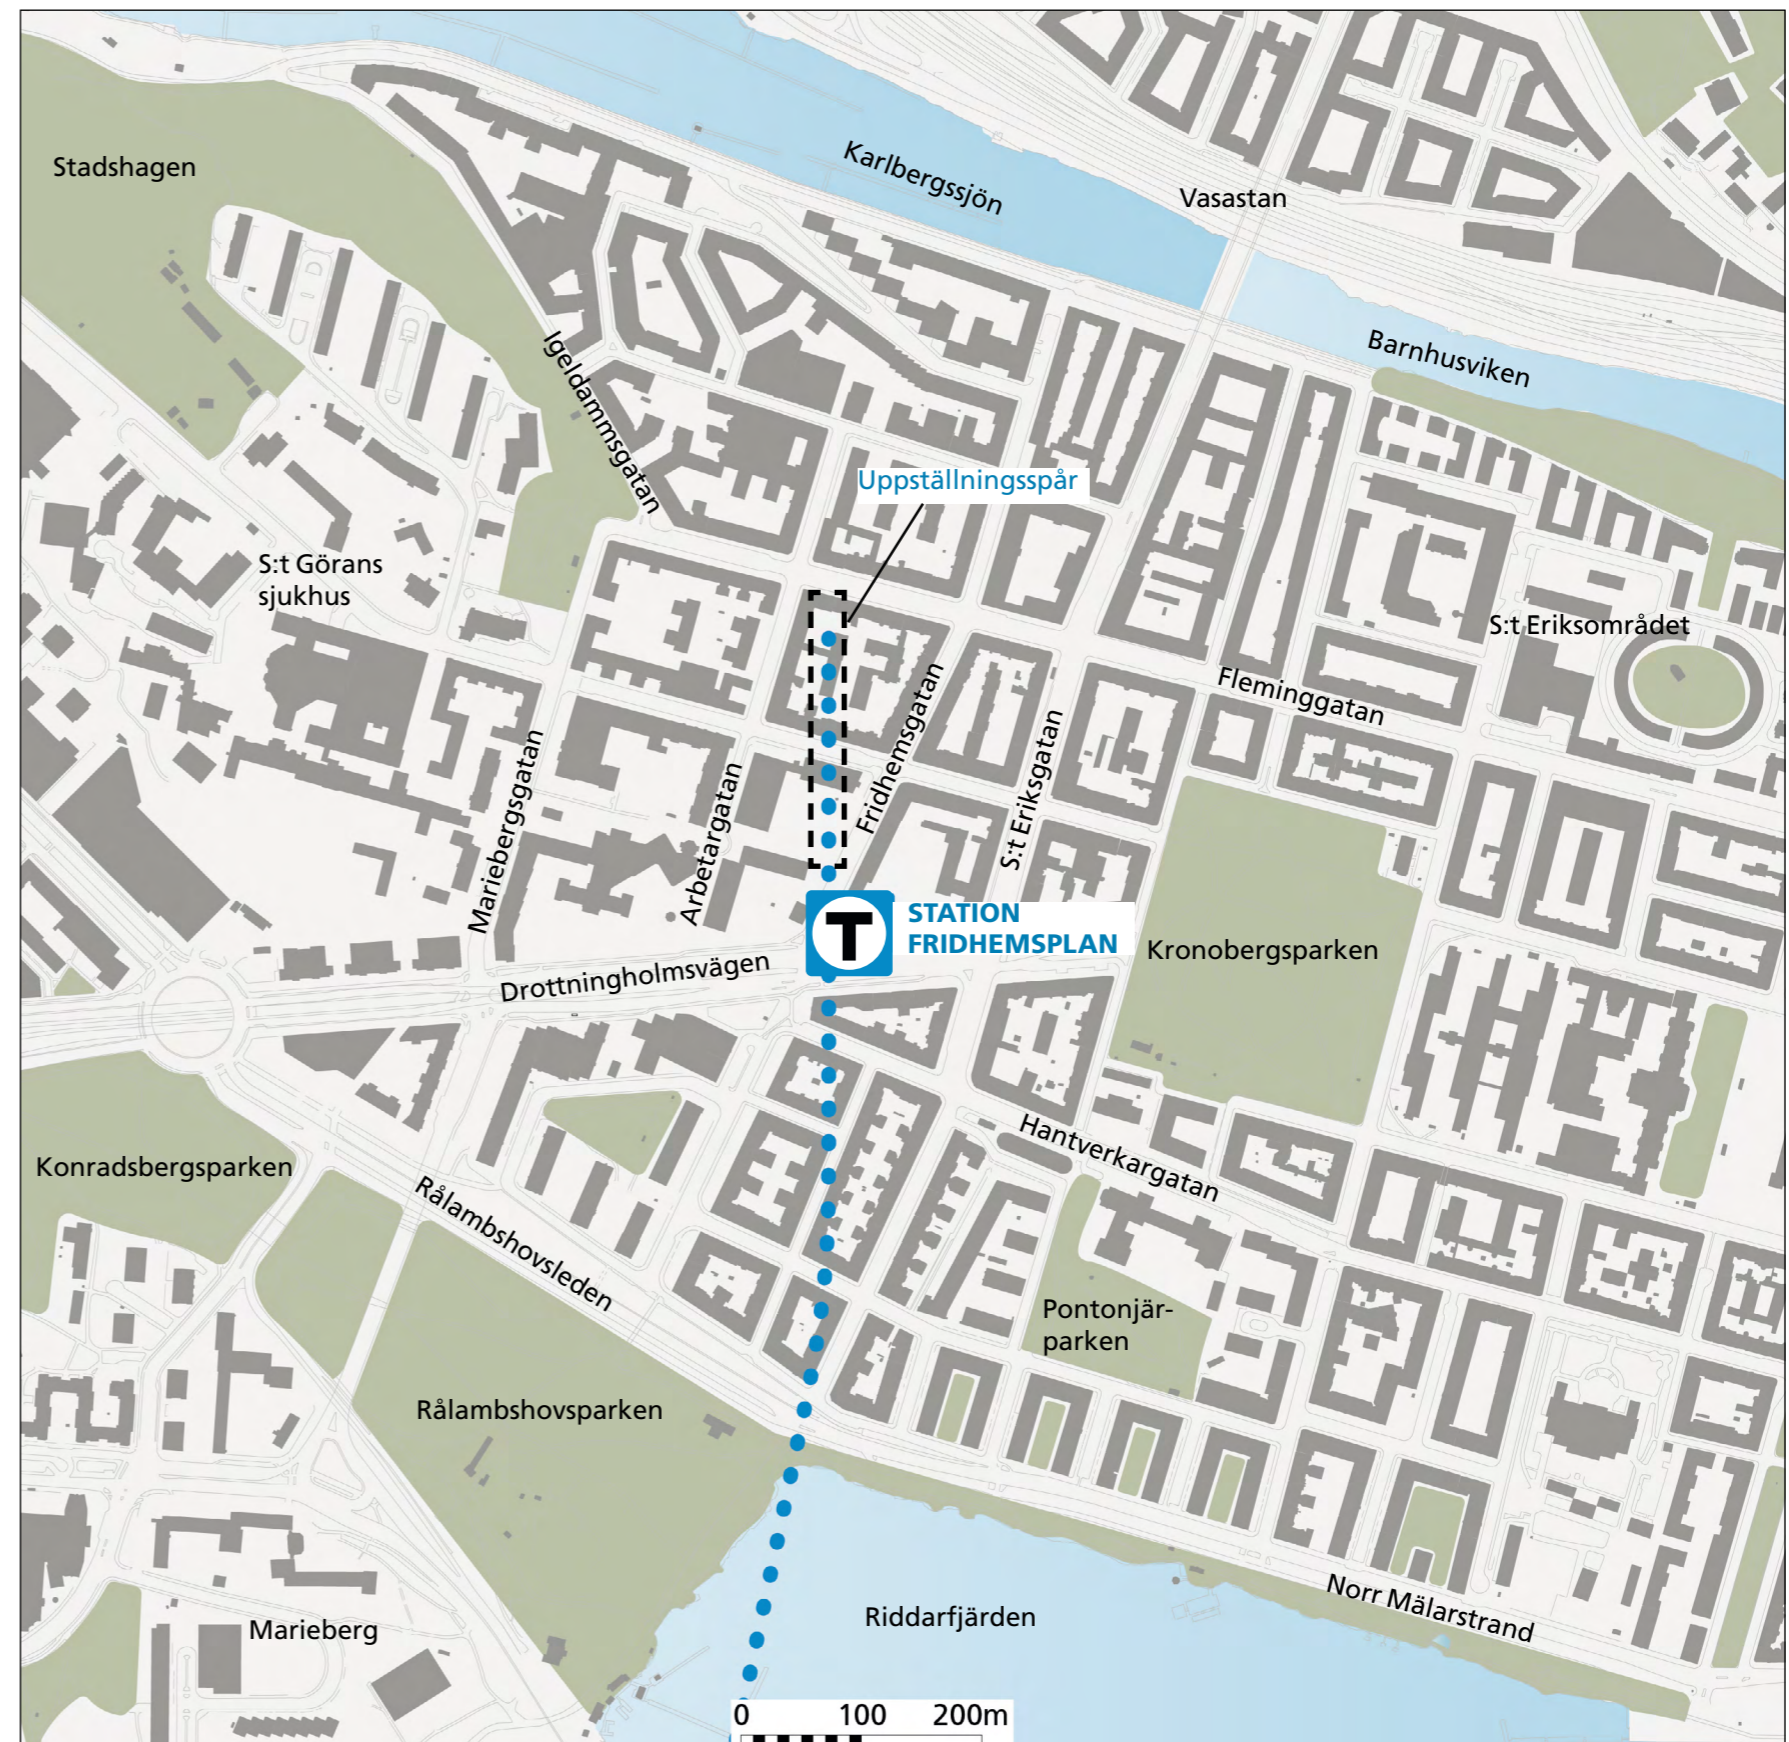 Stadshagen
Karlbergssjön
Vasastan
Barnhusviken
Igeldammsgatan
Uppställningsspår
S:t Görans
sjukhus
S:t Eriksområdet
Fleminggatan
Fridhemsgatan
S:t Eriksgatan
Mariebergsgatan
Arbetargatan
T
STATION
FRIDHEMSPLAN
Kronobergsparken
Drottningholmsvägen
Hantverkargatan
Konradsbergsparken
Rålambshovsleden
Pontonjär-
parken
Rålambshovsparken
Norr Mälarstrand
Riddarfjärden
Marieberg
0 100 200m